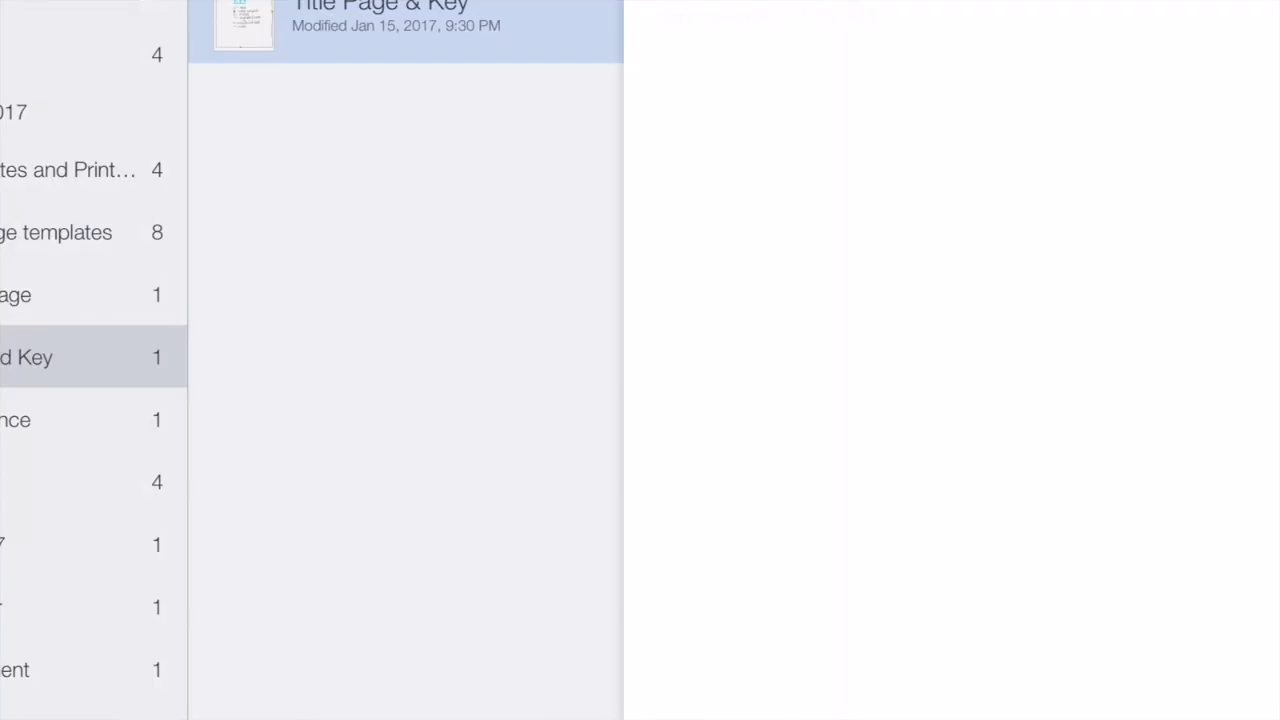 4
017
tes and Print... 4
ge templates 8
age 1
d Key 1
nce 1
4
7 1
1
ent 1
Title Page & Key
Modified Jan 15, 2017, 9:30 PM